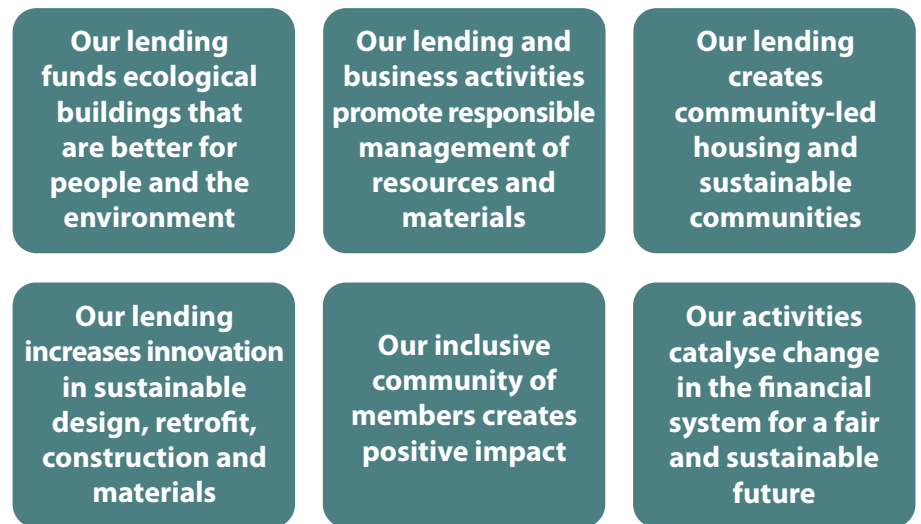 Our lending
funds ecological
buildings that
are better for
people and the
environment
Our lending and
business activities
promote responsible
management of
resources and
materials
Our lending
creates
community-led
housing and
sustainable
communities
Our lending
increases innovation
in sustainable
design, retrofit,
construction and
materials
Our inclusive
community of
members creates
positive impact
Our activities
catalyse change
in the financial
system for a fair
and sustainable
future